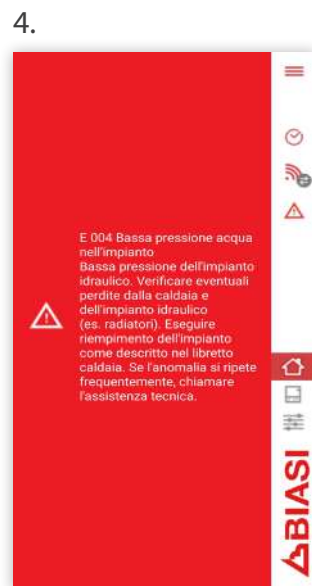 4.
E 004 Bassa pressione acqua
nell'impianto
Bassa pressione dell'impianto
idraulico. Verificare eventuali
perdite dalla caldaia e
dell'impianto idraulico
(es. radiatori). Eseguire
riempimento dell'impianto
come descritto nel libretto
caldaia. Se l'anomalia si ripete
frequentemente, chiamare
l'assistenza tecnica.
BIASI